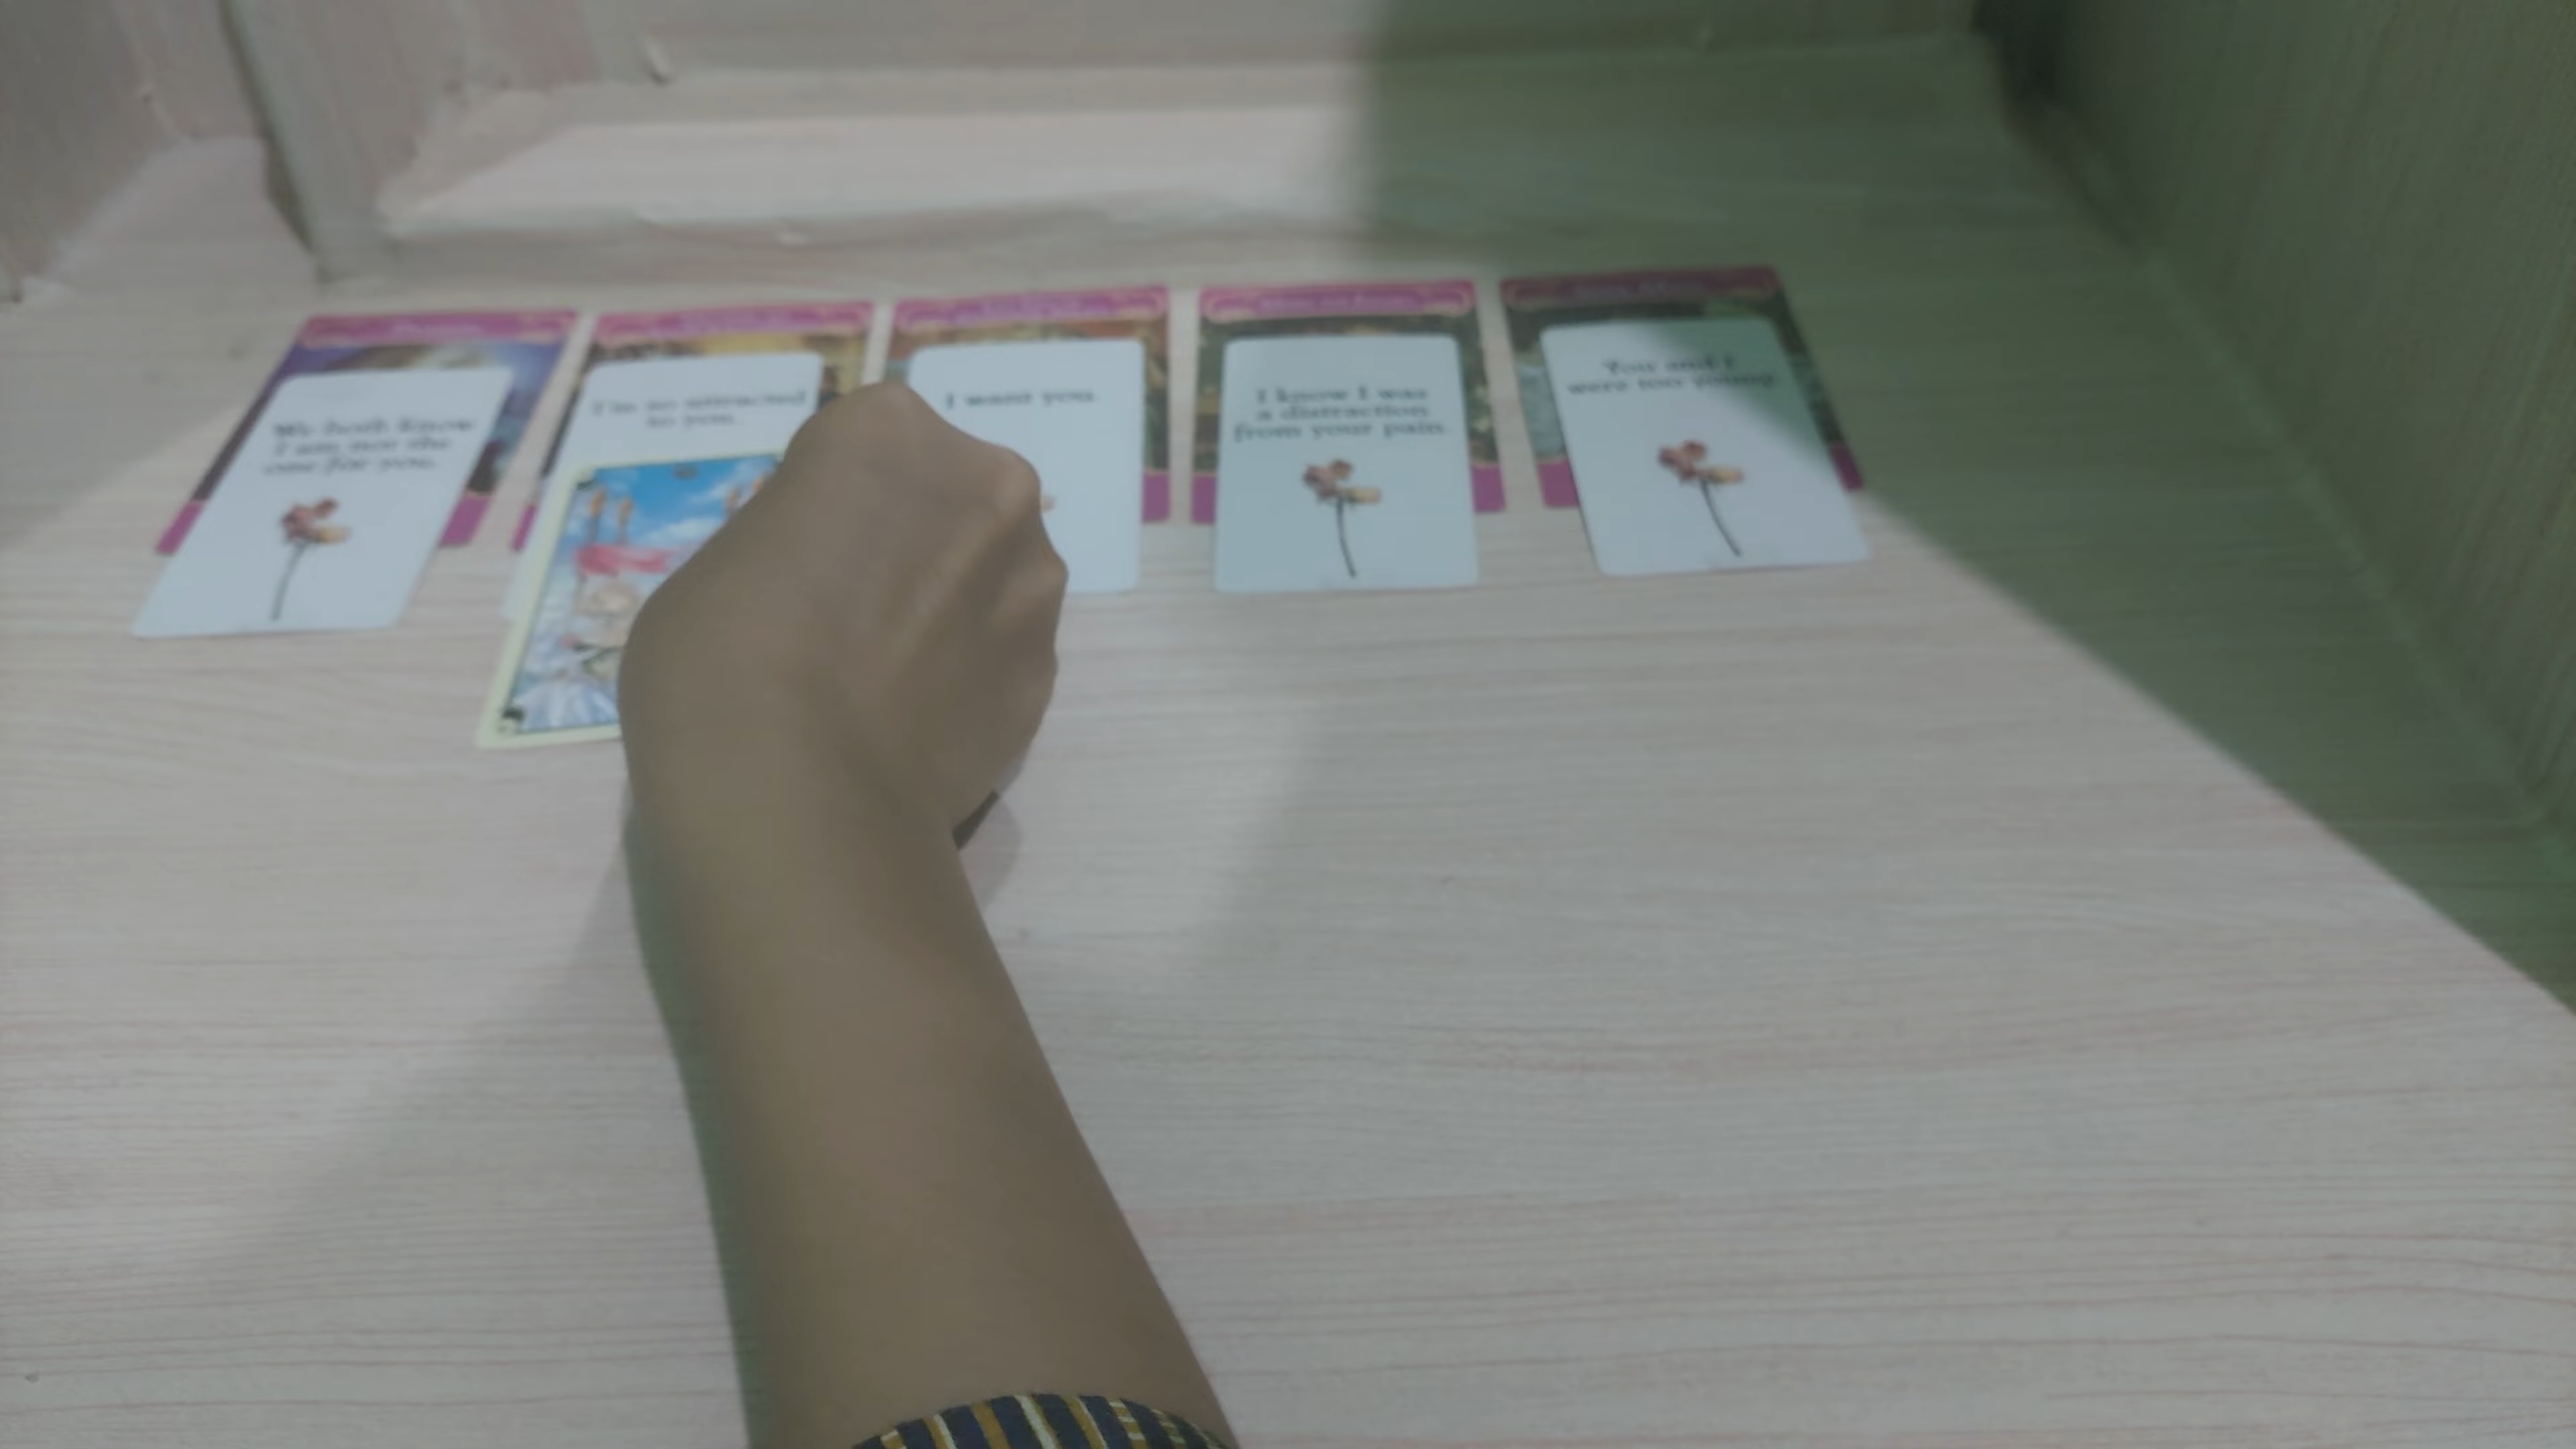 We both know
I am not the
one for you.
I'm so attracted
to you.
I want you.
I know I was
a distraction
from your pain.
You and I
were too young.